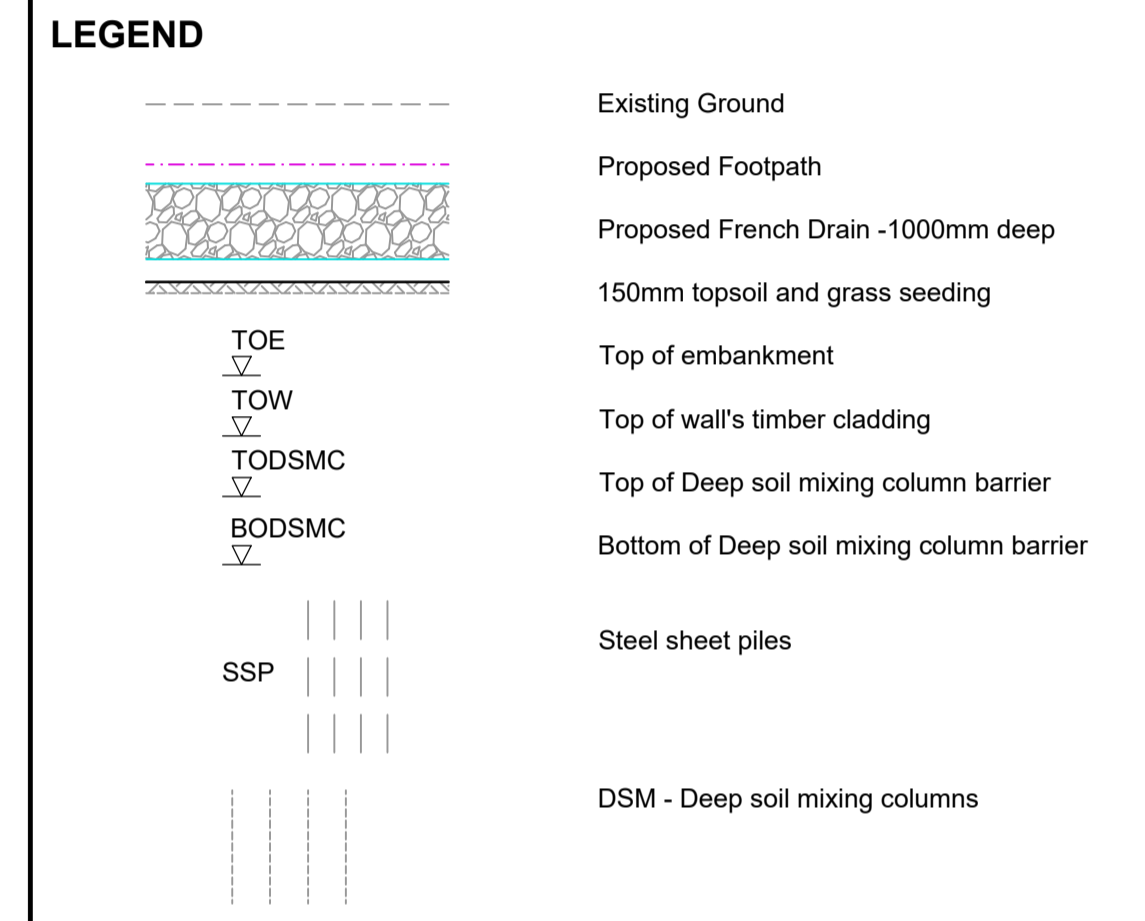 LEGEND
Existing Ground
Proposed Footpath
Proposed French Drain -1000mm deep
150mm topsoil and grass seeding
TOE
Top of embankment
TOW
Top of wall's timber cladding
TODSMC
Top of Deep soil mixing column barrier
BODSMC
Bottom of Deep soil mixing column barrier
SSP
Steel sheet piles
DSM - Deep soil mixing columns